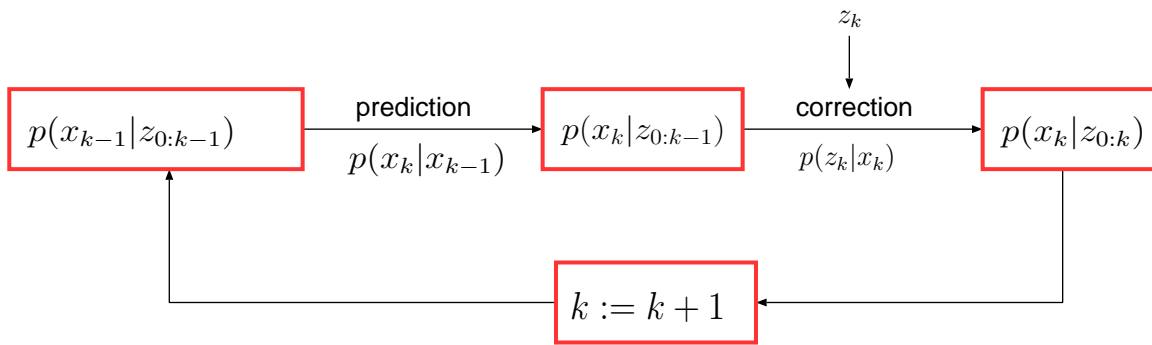 z_k
prediction
correction
p(x_{k-1}|z_{0:k-1})
p(x_k|z_{0:k-1})
p(x_k|z_{0:k})
p(x_k|x_{k-1})
p(z_k|x_k)
k := k + 1